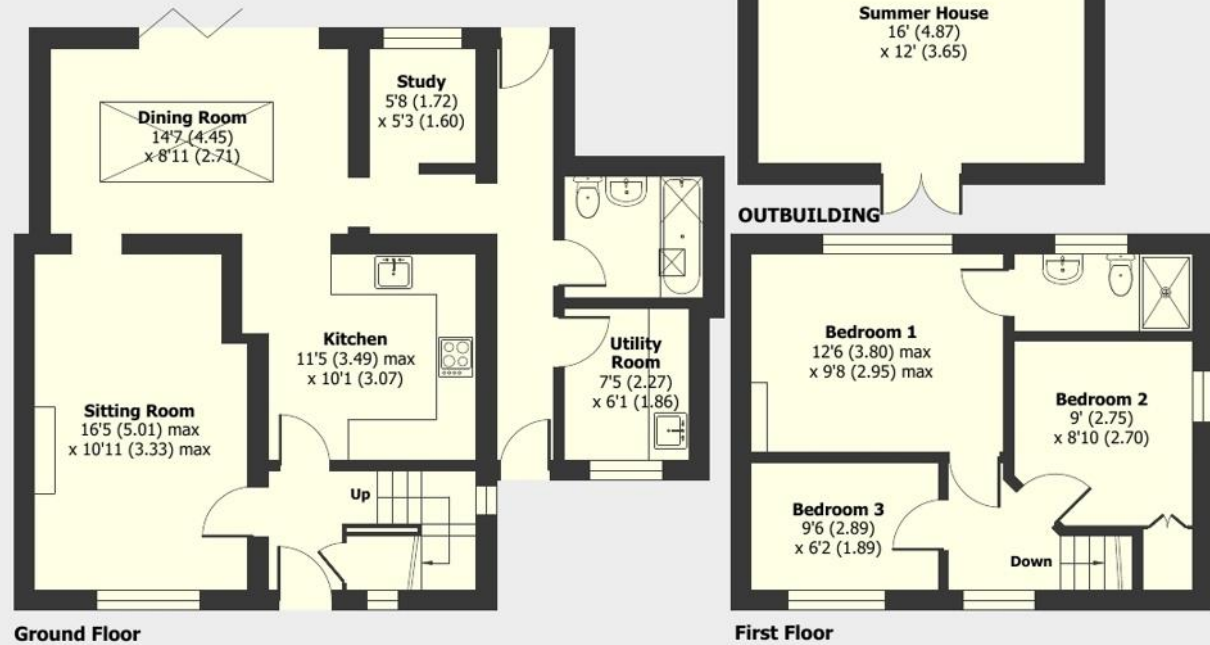 Dining Room
14'7 (4.45)
x 8'11 (2.71)
Study
5'8 (1.72)
x 5'3 (1.60)
Kitchen
11'5 (3.49) max
x 10'1 (3.07)
Utility
Room
7'5 (2.27)
x 6'1 (1.86)
Sitting Room
16'5 (5.01) max
x 10'11 (3.33) max
Up
Ground Floor
Summer House
16' (4.87)
x 12' (3.65)
OUTBUILDING
Bedroom 1
12'6 (3.80) max
x 9'8 (2.95) max
Bedroom 2
9' (2.75)
x 8'10 (2.70)
Bedroom 3
9'6 (2.89)
x 6'2 (1.89)
Down
First Floor